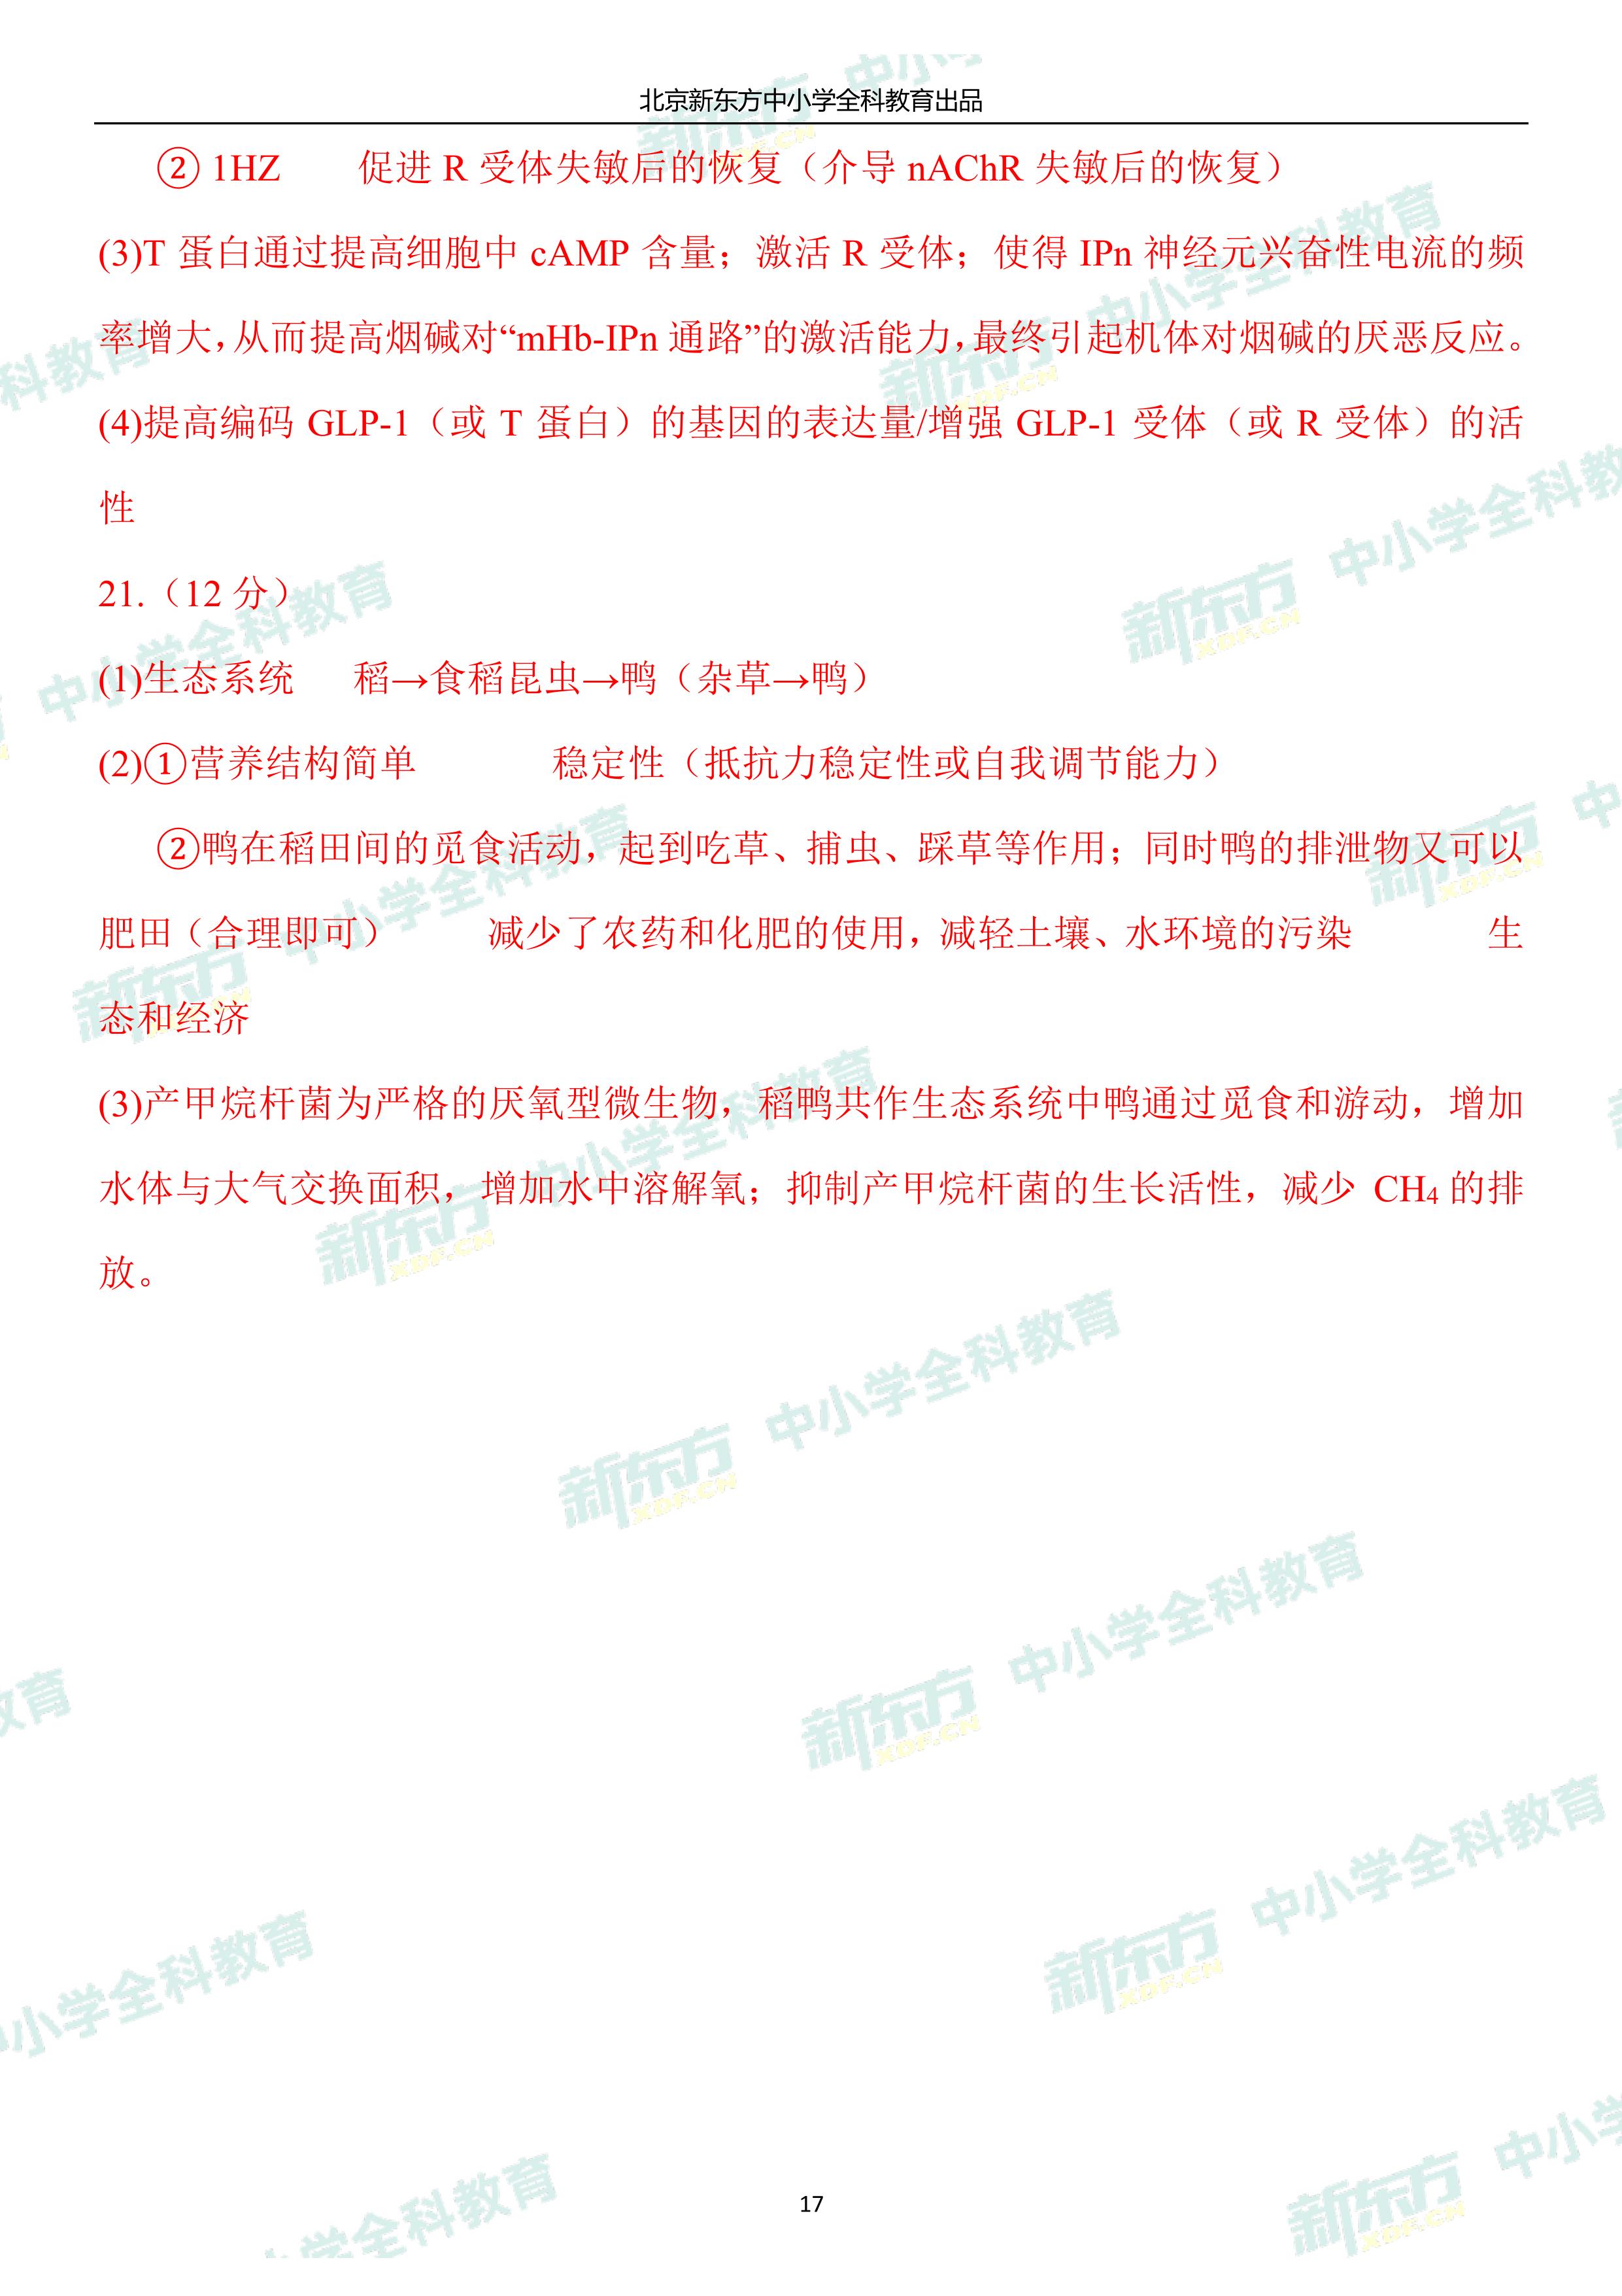 北京新东方中小学全科教育出品
② 1HZ 促进 R 受体失敏后的恢复（介导 nAChR 失敏后的恢复）
(3)T 蛋白通过提高细胞中 cAMP 含量；激活 R 受体；使得 IPn 神经元兴奋性电流的频
率增大，从而提高烟碱对“mHb-IPn 通路”的激活能力，最终引起机体对烟碱的厌恶反应。
(4)提高编码 GLP-1（或 T 蛋白）的基因的表达量/增强 GLP-1 受体（或 R 受体）的活
性
21.（12 分）
(1)生态系统 稻→食稻昆虫→鸭（杂草→鸭）
(2)①营养结构简单 稳定性（抵抗力稳定性或自我调节能力）
②鸭在稻田间的觅食活动，起到吃草、捕虫、踩草等作用；同时鸭的排泄物又可以
肥田（合理即可） 减少了农药和化肥的使用，减轻土壤、水环境的污染 生
态和经济
(3)产甲烷杆菌为严格的厌氧型微生物，稻鸭共作生态系统中鸭通过觅食和游动，增加
水体与大气交换面积，增加水中溶解氧；抑制产甲烷杆菌的生长活性，减少 CH₄ 的排
放。
17
新东方 XDF.CN 中小学全科教育